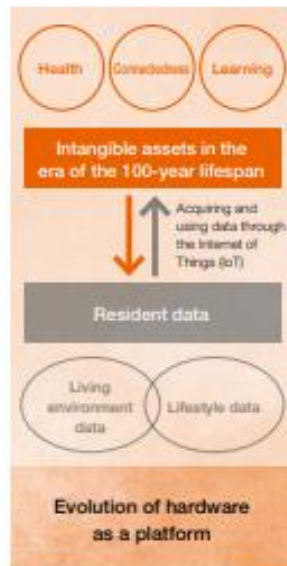 Health
Connectedness
Learning
Intangible assets in the
era of the 100-year lifespan
Acquiring and
using data through
the Internet of
Things (IoT)
Resident data
Living
environment
data
Lifestyle data
Evolution of hardware
as a platform